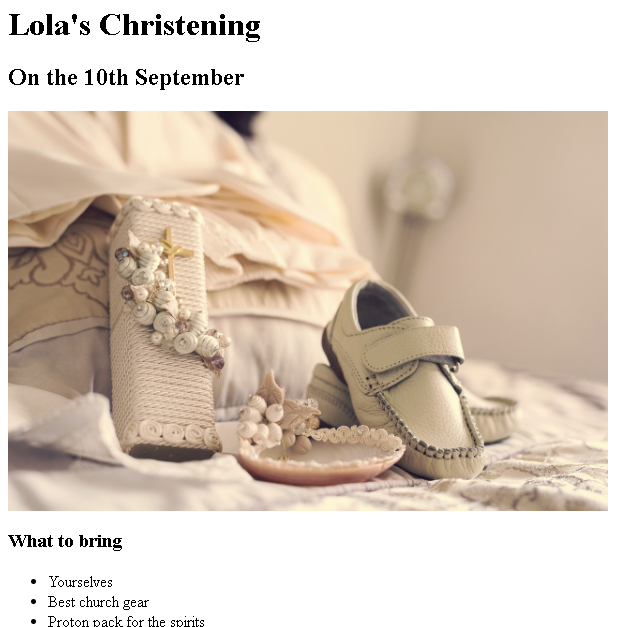 Lola's Christening
On the 10th September
What to bring
Yourselves
Best church gear
Proton pack for the spirits